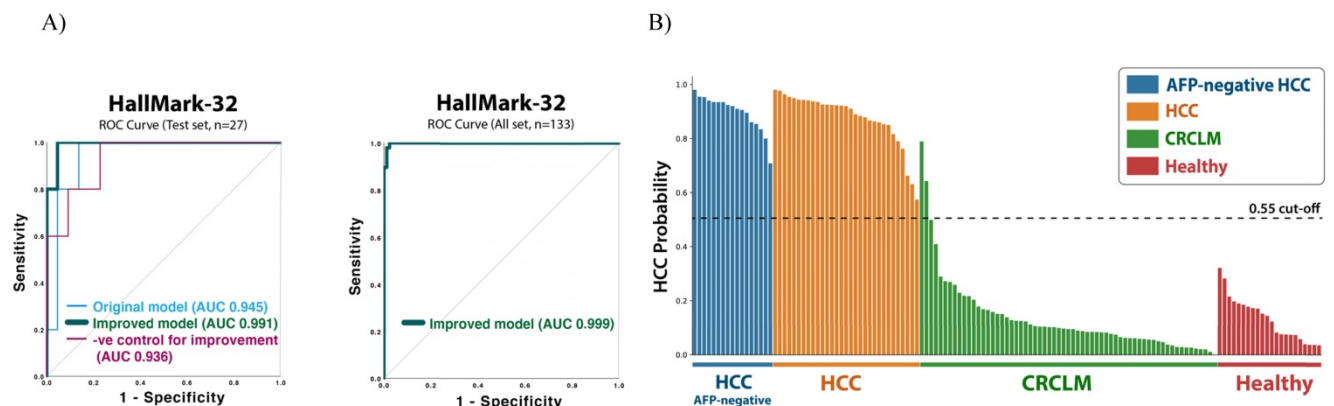 A)
HallMark-32
ROC Curve (Test set, n=27)
Sensitivity
1.0
0.8
0.6
0.4
0.2
0.0
Original model (AUC 0.945)
Improved model (AUC 0.991)
-ve control for improvement
(AUC 0.936)
0.0 0.2 0.4 0.6 0.8 1.0
1 - Specificity
HallMark-32
ROC Curve (All set, n=133)
Sensitivity
1.0
0.8
0.6
0.4
0.2
0.0
Improved model (AUC 0.999)
0.0 0.2 0.4 0.6 0.8 1.0
1 - Specificity
B)
HCC Probability
1.0
0.8
0.6
0.4
0.2
0.0
AFP-negative HCC
HCC
CRCLM
Healthy
0.55 cut-off
HCC
AFP-negative
HCC
CRCLM
Healthy